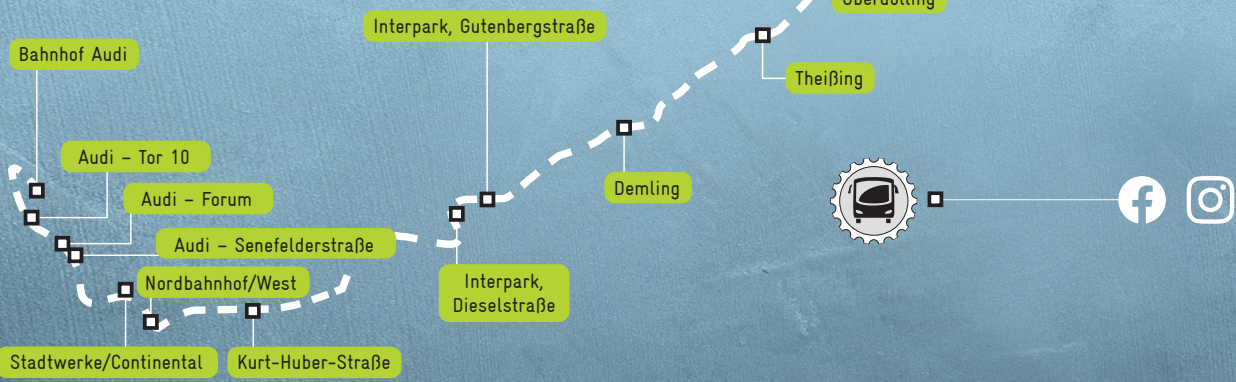 Oberdolling
Interpark, Gutenbergstraße
Bahnhof Audi
Theißing
Audi – Tor 10
Demling
Audi – Forum
Audi – Senefelderstraße
Nordbahnhof/West
Interpark,
Dieselstraße
Stadtwerke/Continental
Kurt-Huber-Straße